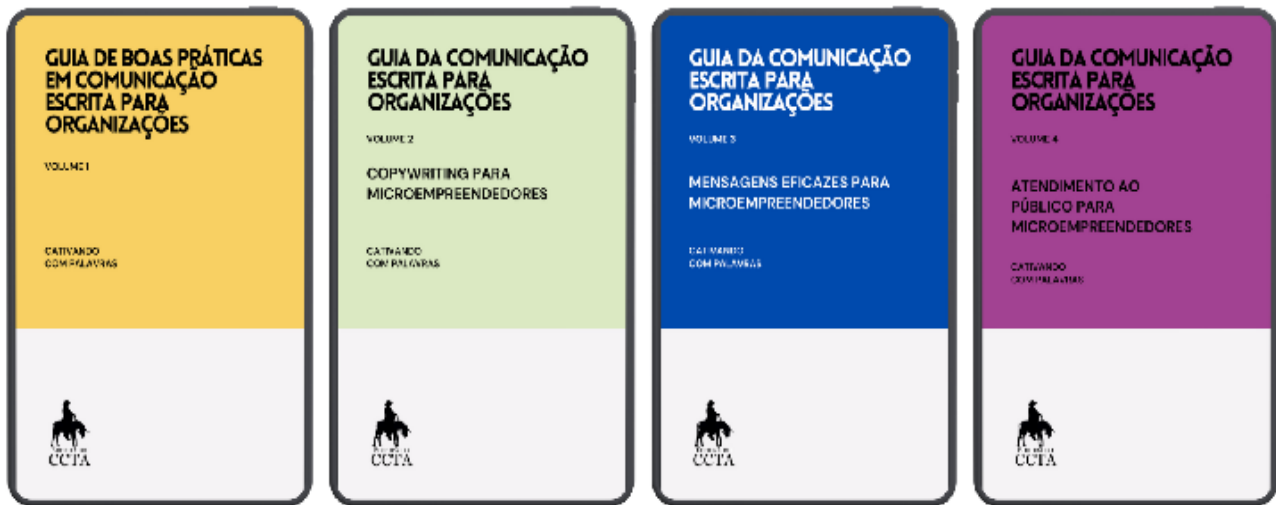 GUIA DE BOAS PRÁTICAS
EM COMUNICAÇÃO
ESCRITA PARA
ORGANIZAÇÕES
VOLUME 1
CATIVANDO
COM PALAVRAS
CCTA
GUIA DA COMUNICAÇÃO
ESCRITA PARA
ORGANIZAÇÕES
VOLUME 2
COPYWRITING PARA
MICROEMPREENDEDORES
CATIVANDO
COM PALAVRAS
CCTA
GUIA DA COMUNICAÇÃO
ESCRITA PARA
ORGANIZAÇÕES
VOLUME 3
MENSAGENS EFICAZES PARA
MICROEMPREENDEDORES
CATIVANDO
COM PALAVRAS
CCTA
GUIA DA COMUNICAÇÃO
ESCRITA PARA
ORGANIZAÇÕES
VOLUME 4
ATENDIMENTO AO
PÚBLICO PARA
MICROEMPREENDEDORES
CATIVANDO
COM PALAVRAS
CCTA